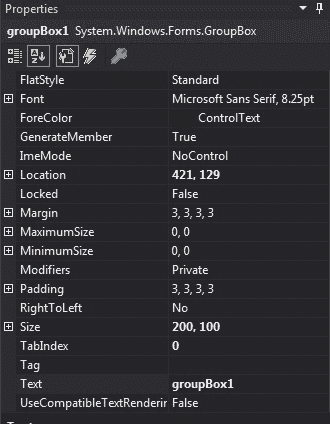 Properties
groupBox1 System.Windows.Forms.GroupBox
FlatStyle Standard
Font Microsoft Sans Serif, 8.25pt
ForeColor ControlText
GenerateMember True
ImeMode NoControl
Location 421, 129
Locked False
Margin 3, 3, 3, 3
MaximumSize 0, 0
MinimumSize 0, 0
Modifiers Private
Padding 3, 3, 3, 3
RightToLeft No
Size 200, 100
TabIndex 0
Tag
Text groupBox1
UseCompatibleTextRenderin False